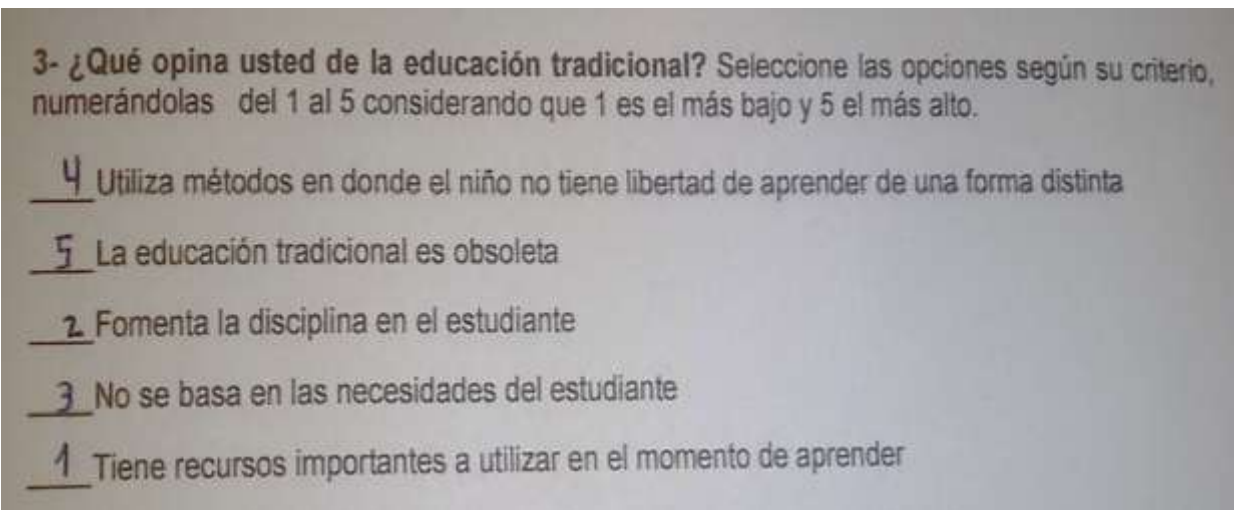 3- ¿Qué opina usted de la educación tradicional? Seleccione las opciones según su criterio,
numerándolas del 1 al 5 considerando que 1 es el más bajo y 5 el más alto.
4 Utiliza métodos en donde el niño no tiene libertad de aprender de una forma distinta
5 La educación tradicional es obsoleta
2 Fomenta la disciplina en el estudiante
3 No se basa en las necesidades del estudiante
1 Tiene recursos importantes a utilizar en el momento de aprender